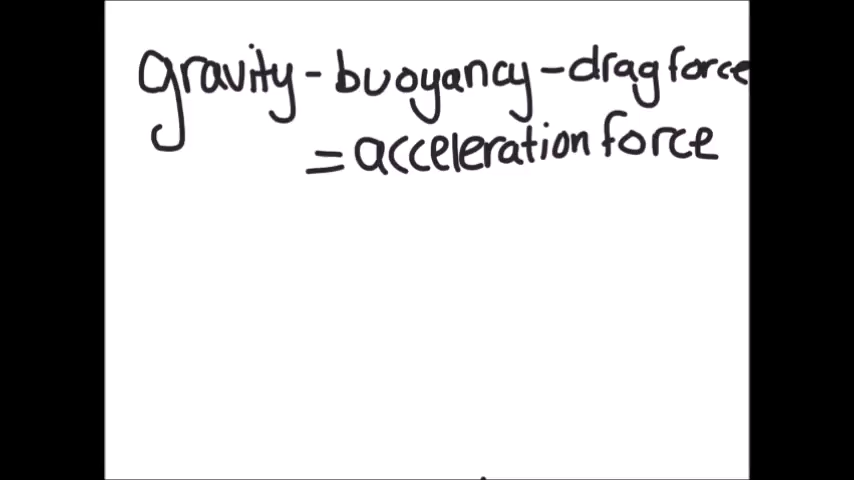 gravity - buoyancy - drag force
= acceleration force